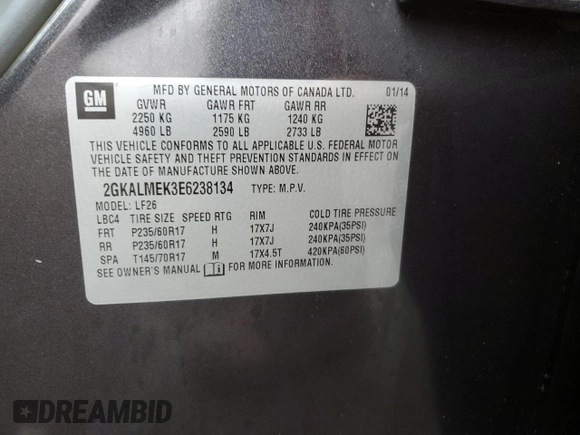 GM
MFD BY GENERAL MOTORS OF CANADA LTD. 01/14
GVWR GAWR FRT GAWR RR
2250 KG 1175 KG 1240 KG
4960 LB 2590 LB 2733 LB
THIS VEHICLE CONFORMS TO ALL APPLICABLE U.S. FEDERAL MOTOR
VEHICLE SAFETY AND THEFT PREVENTION STANDARDS IN EFFECT ON
THE DATE OF MANUFACTURE SHOWN ABOVE.
2GKALMEK3E6238134 TYPE: M.P.V.
MODEL: LF26
LBC4 TIRE SIZE SPEED RTG RIM COLD TIRE PRESSURE
FRT P235/60R17 H 17X7J 240KPA(35PSI)
RR P235/60R17 H 17X7J 240KPA(35PSI)
SPA T145/70R17 M 17X4.5T 420KPA(60PSI)
SEE OWNER'S MANUAL FOR MORE INFORMATION.
DREAMBID